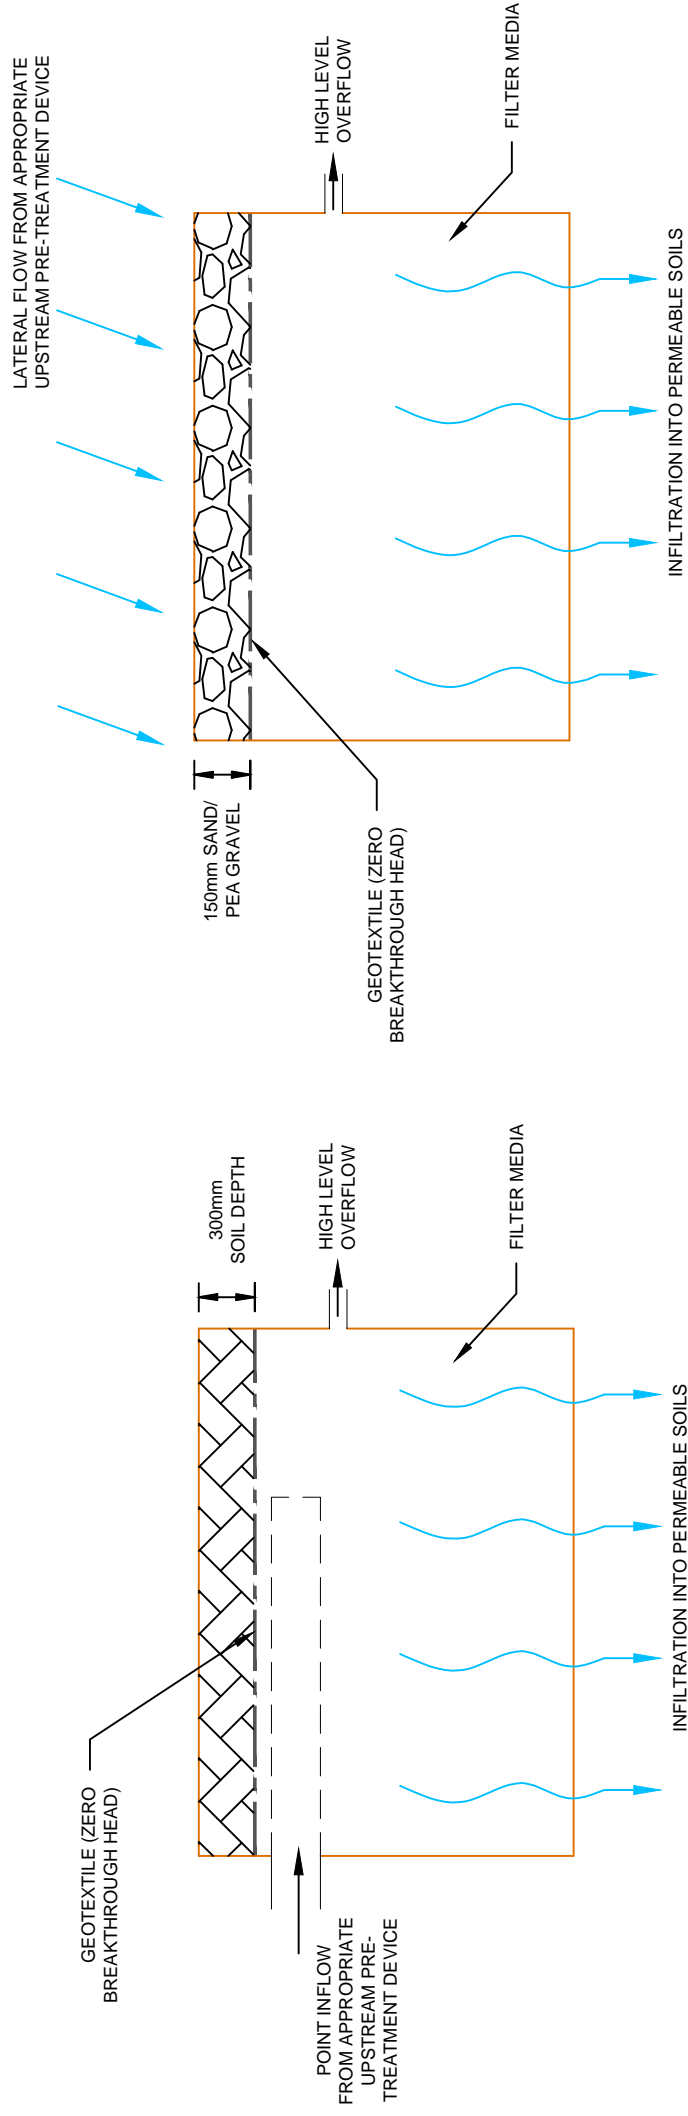 GEOTEXTILE (ZERO
BREAKTHROUGH HEAD)
300mm
SOIL DEPTH
POINT INFLOW
FROM APPROPRIATE
UPSTREAM PRE-
TREATMENT DEVICE
HIGH LEVEL
OVERFLOW
FILTER MEDIA
INFILTRATION INTO PERMEABLE SOILS
LATERAL FLOW FROM APPROPRIATE
UPSTREAM PRE-TREATMENT DEVICE
150mm SAND/
PEA GRAVEL
GEOTEXTILE (ZERO
BREAKTHROUGH HEAD)
HIGH LEVEL
OVERFLOW
FILTER MEDIA
INFILTRATION INTO PERMEABLE SOILS